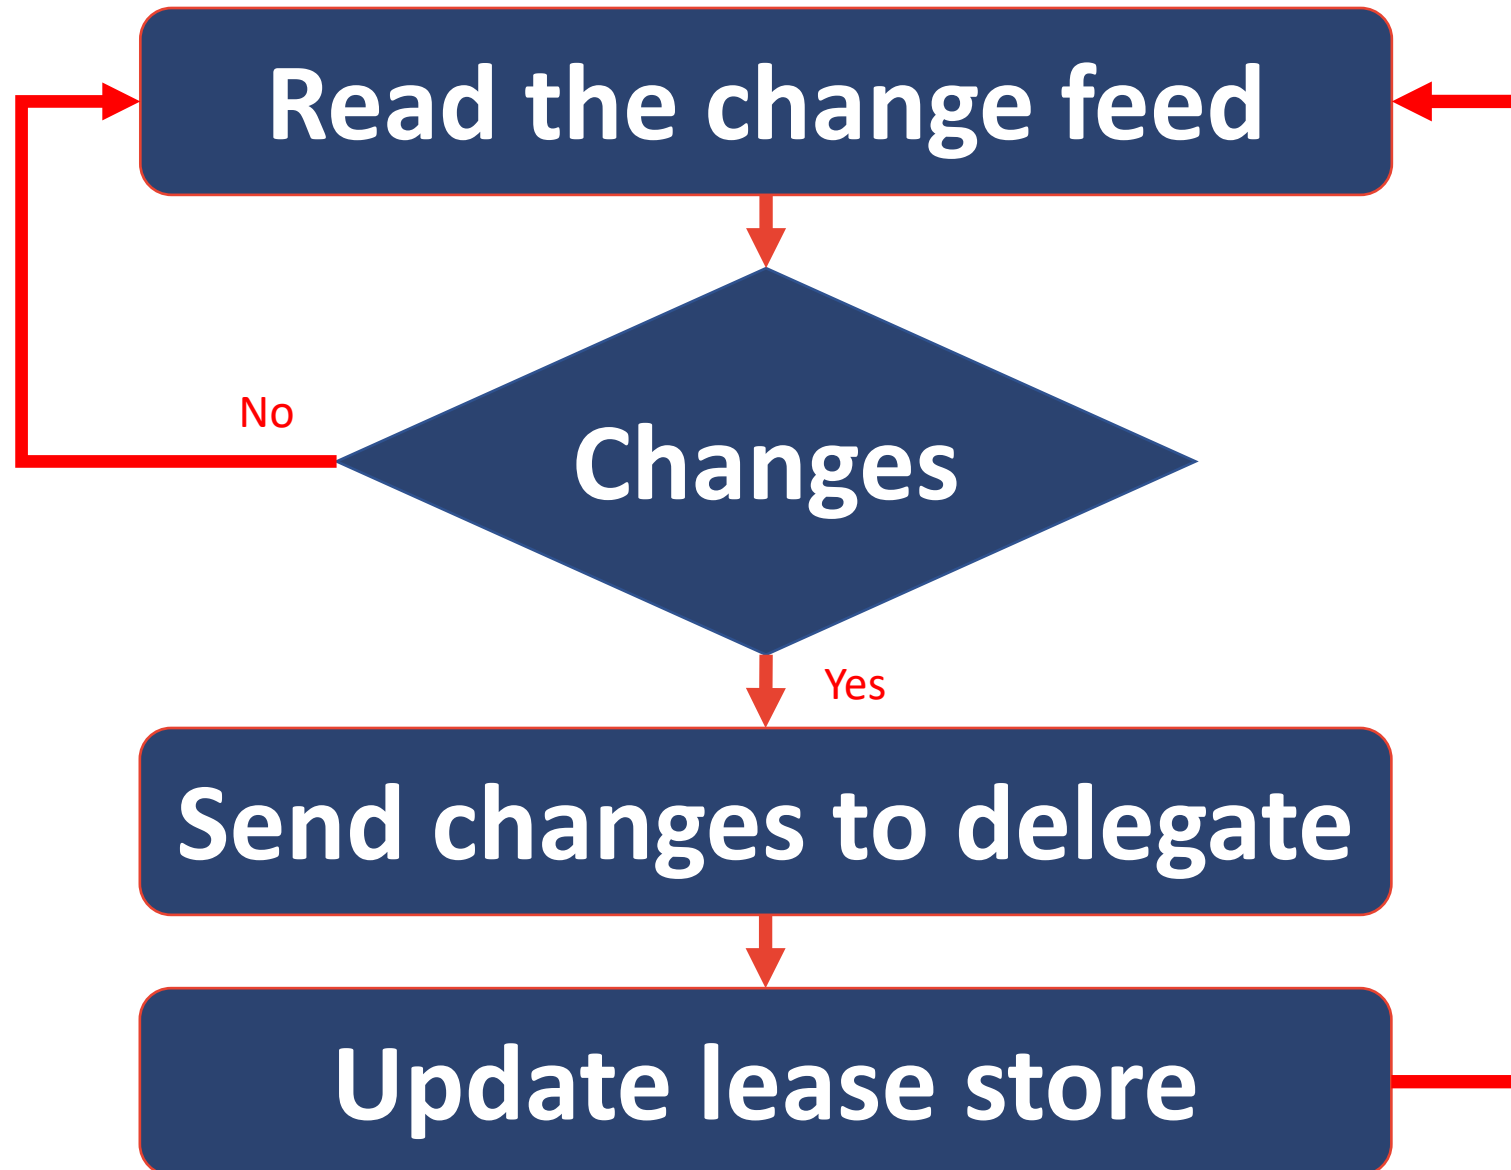 Read the change feed
No
Changes
Yes
Send changes to delegate
Update lease store